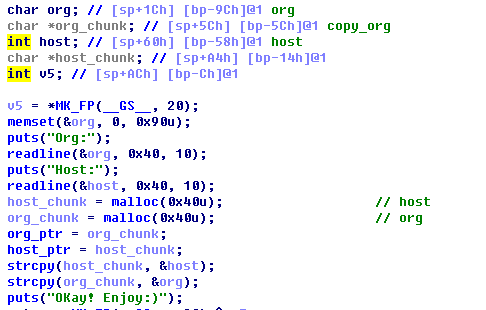 char org; // [sp+1Ch] [bp-9Ch]@1 org
char *org_chunk; // [sp+5Ch] [bp-5Ch]@1 copy_org
int host; // [sp+60h] [bp-58h]@1 host
char *host_chunk; // [sp+A4h] [bp-14h]@1
int v5; // [sp+ACh] [bp-Ch]@1
v5 = *MK_FP(__GS__, 20);
memset(&org, 0, 0x90u);
puts("Org:");
readline(&org, 0x40, 10);
puts("Host:");
readline(&host, 0x40, 10);
host_chunk = malloc(0x40u); // host
org_chunk = malloc(0x40u); // org
org_ptr = org_chunk;
host_ptr = host_chunk;
strcpy(host_chunk, &host);
strcpy(org_chunk, &org);
puts("OKay! Enjoy:)");